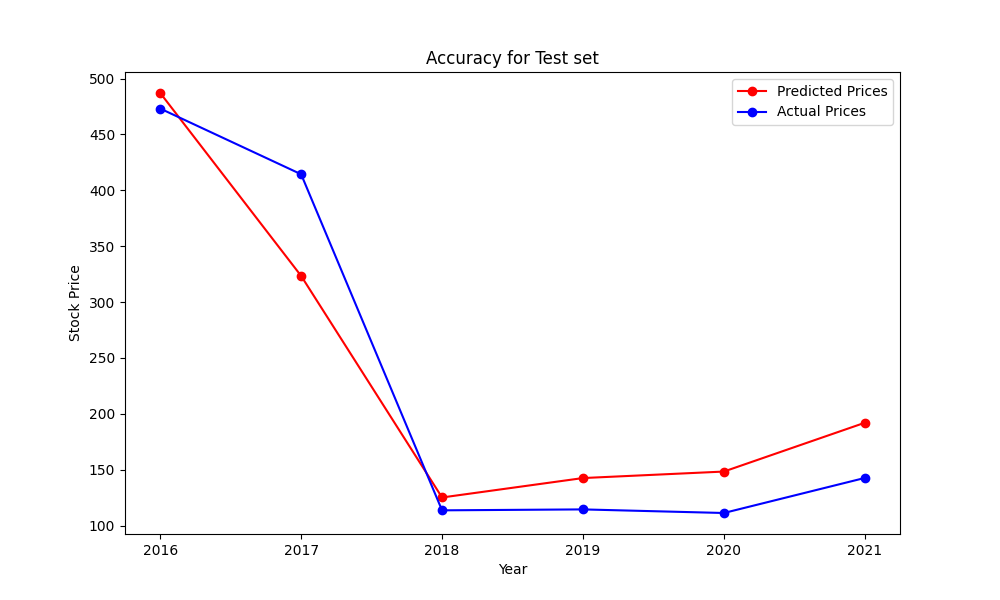 Accuracy for Test set
Predicted Prices
Actual Prices
500
450
400
350
300
250
200
150
100
Stock Price
2016 2017 2018 2019 2020 2021
Year